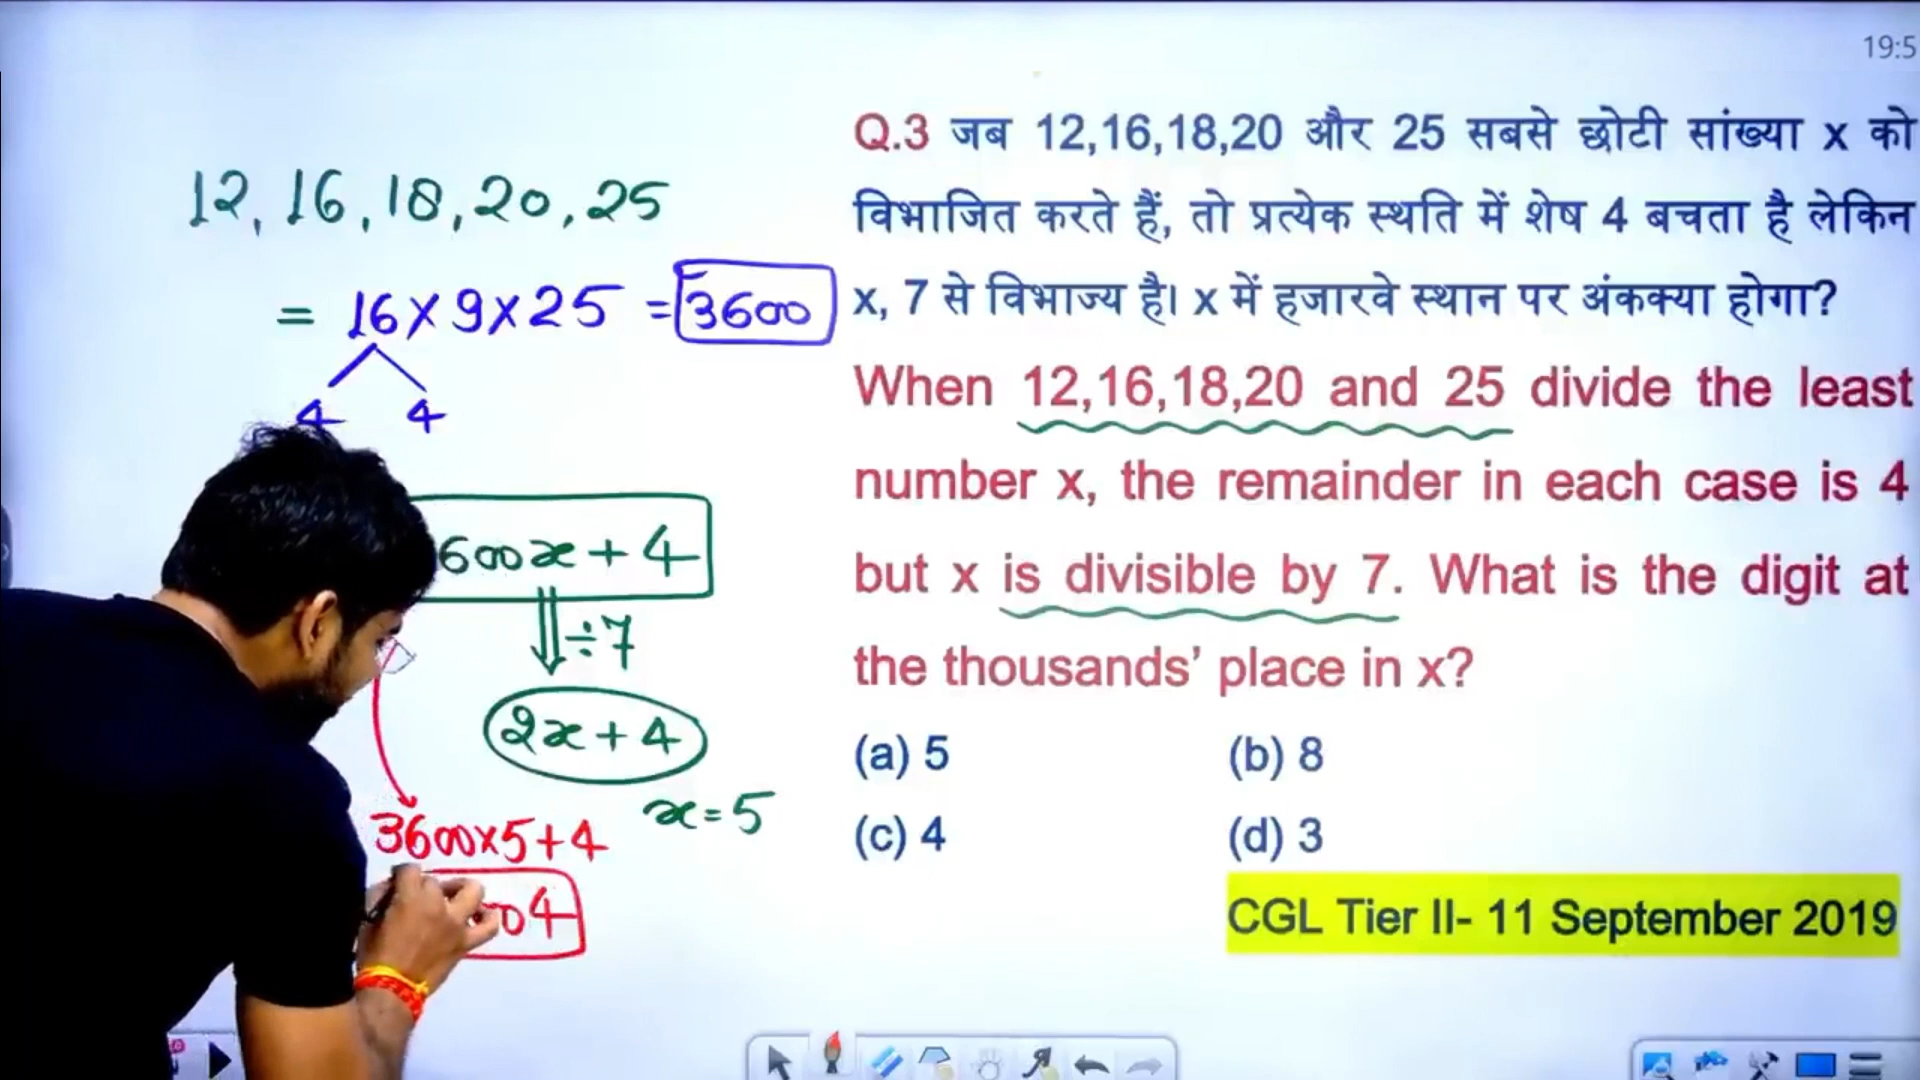 19:5
12, 16, 18, 20, 25
= 16×9×25 = 3600
4 4
600x + 4
÷7
2x + 4
x = 5
3600×5+4
04
Q.3 जब 12,16,18,20 और 25 सबसे छोटी सांख्या x को
विभाजित करते हैं, तो प्रत्येक स्थति में शेष 4 बचता है लेकिन
x, 7 से विभाज्य है। x में हजारवे स्थान पर अंकक्या होगा?
When 12,16,18,20 and 25 divide the least
number x, the remainder in each case is 4
but x is divisible by 7. What is the digit at
the thousands’ place in x?
(a) 5 (b) 8
(c) 4 (d) 3
CGL Tier II- 11 September 2019